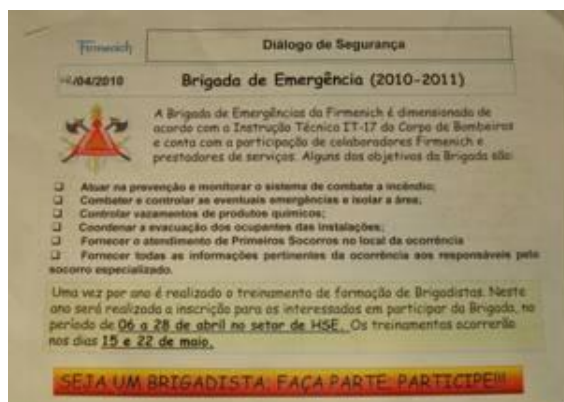 Firmenich
Diálogo de Segurança
/04/2010
Brigada de Emergência (2010-2011)
A Brigada de Emergências da Firmenich é dimensionada de
acordo com a Instrução Técnica IT-17 do Corpo de Bombeiros
e conta com a participação de colaboradores Firmenich e
prestadores de serviços. Alguns dos objetivos da Brigada são:
❑ Atuar na prevenção e monitorar o sistema de combate a incêndio;
❑ Combater e controlar as eventuais emergências e isolar a área;
❑ Controlar vazamentos de produtos químicos;
❑ Coordenar a evacuação dos ocupantes das instalações;
❑ Fornecer o atendimento de Primeiros Socorros no local da ocorrência
❑ Fornecer todas as informações pertinentes da ocorrência aos responsáveis pelo
socorro especializado.
Uma vez por ano é realizado o treinamento de formação de Brigadistas. Neste
ano será realizada a inscrição para os interessados em participar da Brigada, no
período de 06 a 28 de abril no setor de HSE. Os treinamentos ocorrerão
nos dias 15 e 22 de maio.
SEJA UM BRIGADISTA; FAÇA PARTE, PARTICIPE!!!